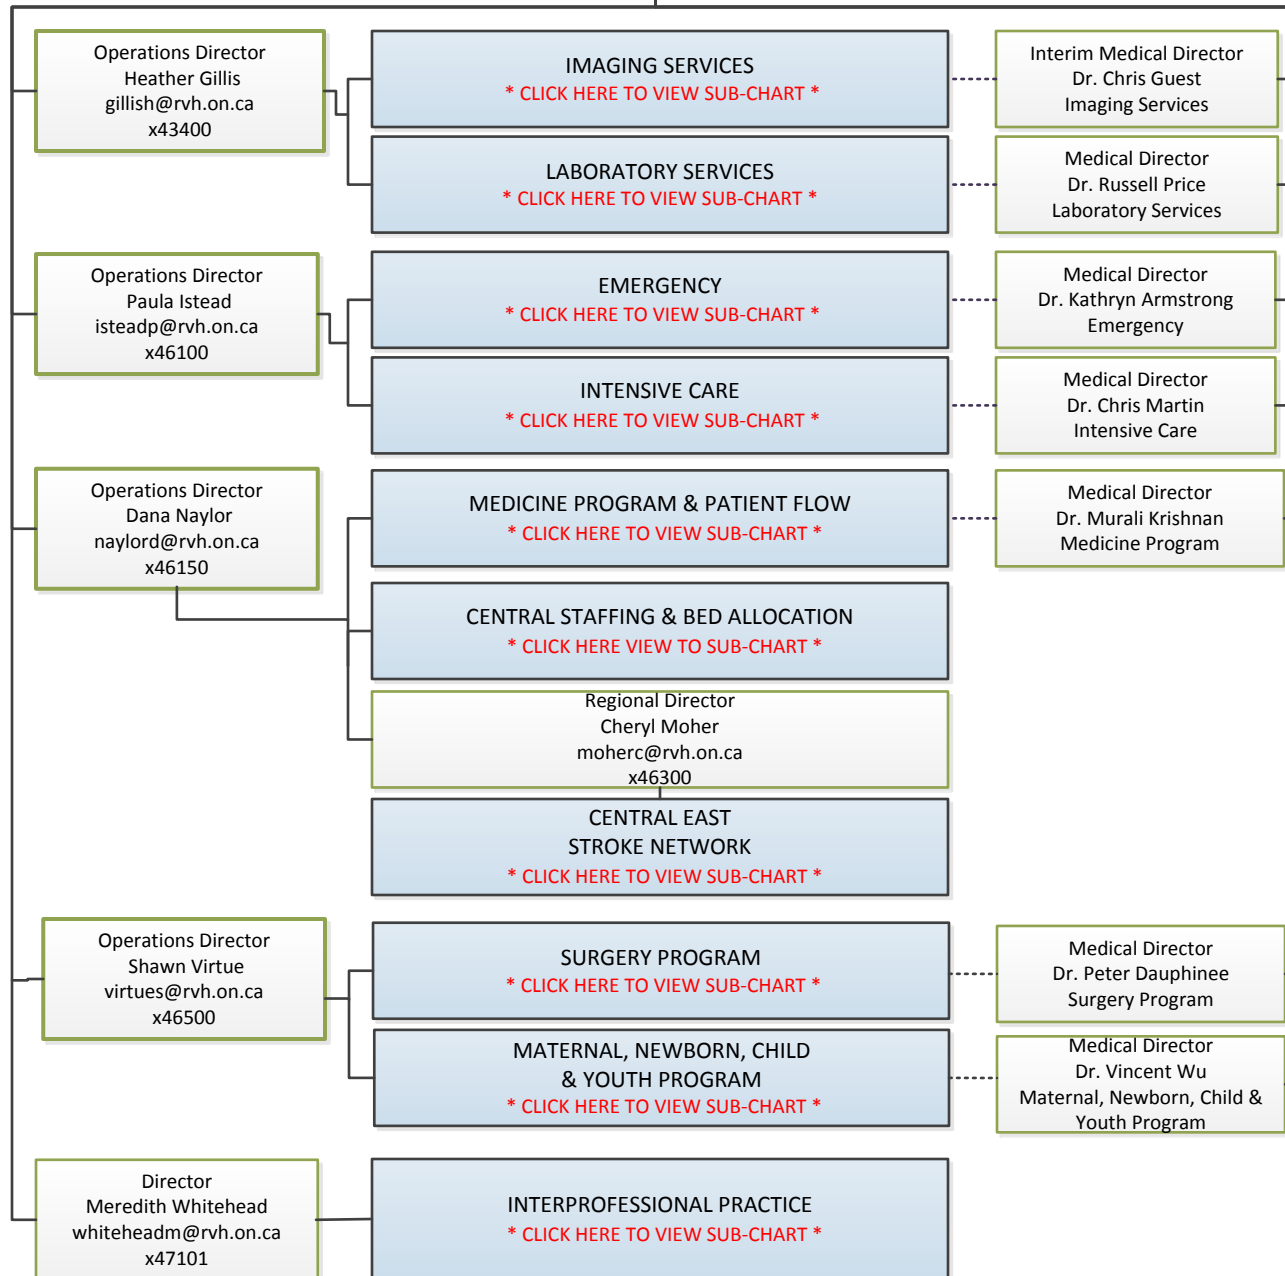 Operations Director
Heather Gillis
gillish@rvh.on.ca
x43400
IMAGING SERVICES
* CLICK HERE TO VIEW SUB-CHART *
Interim Medical Director
Dr. Chris Guest
Imaging Services
LABORATORY SERVICES
* CLICK HERE TO VIEW SUB-CHART *
Medical Director
Dr. Russell Price
Laboratory Services
Operations Director
Paula Istead
isteadp@rvh.on.ca
x46100
EMERGENCY
* CLICK HERE TO VIEW SUB-CHART *
Medical Director
Dr. Kathryn Armstrong
Emergency
INTENSIVE CARE
* CLICK HERE TO VIEW SUB-CHART *
Medical Director
Dr. Chris Martin
Intensive Care
Operations Director
Dana Naylor
naylord@rvh.on.ca
x46150
MEDICINE PROGRAM & PATIENT FLOW
* CLICK HERE TO VIEW SUB-CHART *
Medical Director
Dr. Murali Krishnan
Medicine Program
CENTRAL STAFFING & BED ALLOCATION
* CLICK HERE VIEW TO SUB-CHART *
Regional Director
Cheryl Moher
moherc@rvh.on.ca
x46300
CENTRAL EAST
STROKE NETWORK
* CLICK HERE TO VIEW SUB-CHART *
Operations Director
Shawn Virtue
virtues@rvh.on.ca
x46500
SURGERY PROGRAM
* CLICK HERE TO VIEW SUB-CHART *
Medical Director
Dr. Peter Dauphinee
Surgery Program
MATERNAL, NEWBORN, CHILD
& YOUTH PROGRAM
* CLICK HERE TO VIEW SUB-CHART *
Medical Director
Dr. Vincent Wu
Maternal, Newborn, Child &
Youth Program
Director
Meredith Whitehead
whiteheadm@rvh.on.ca
x47101
INTERPROFESSIONAL PRACTICE
* CLICK HERE TO VIEW SUB-CHART *